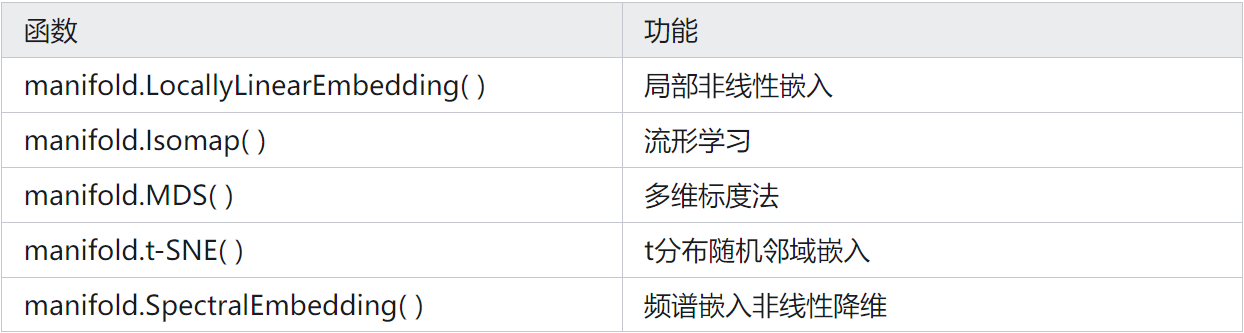 函数 功能
manifold.LocallyLinearEmbedding( ) 局部非线性嵌入
manifold.Isomap( ) 流形学习
manifold.MDS( ) 多维标度法
manifold.t-SNE( ) t分布随机邻域嵌入
manifold.SpectralEmbedding( ) 频谱嵌入非线性降维